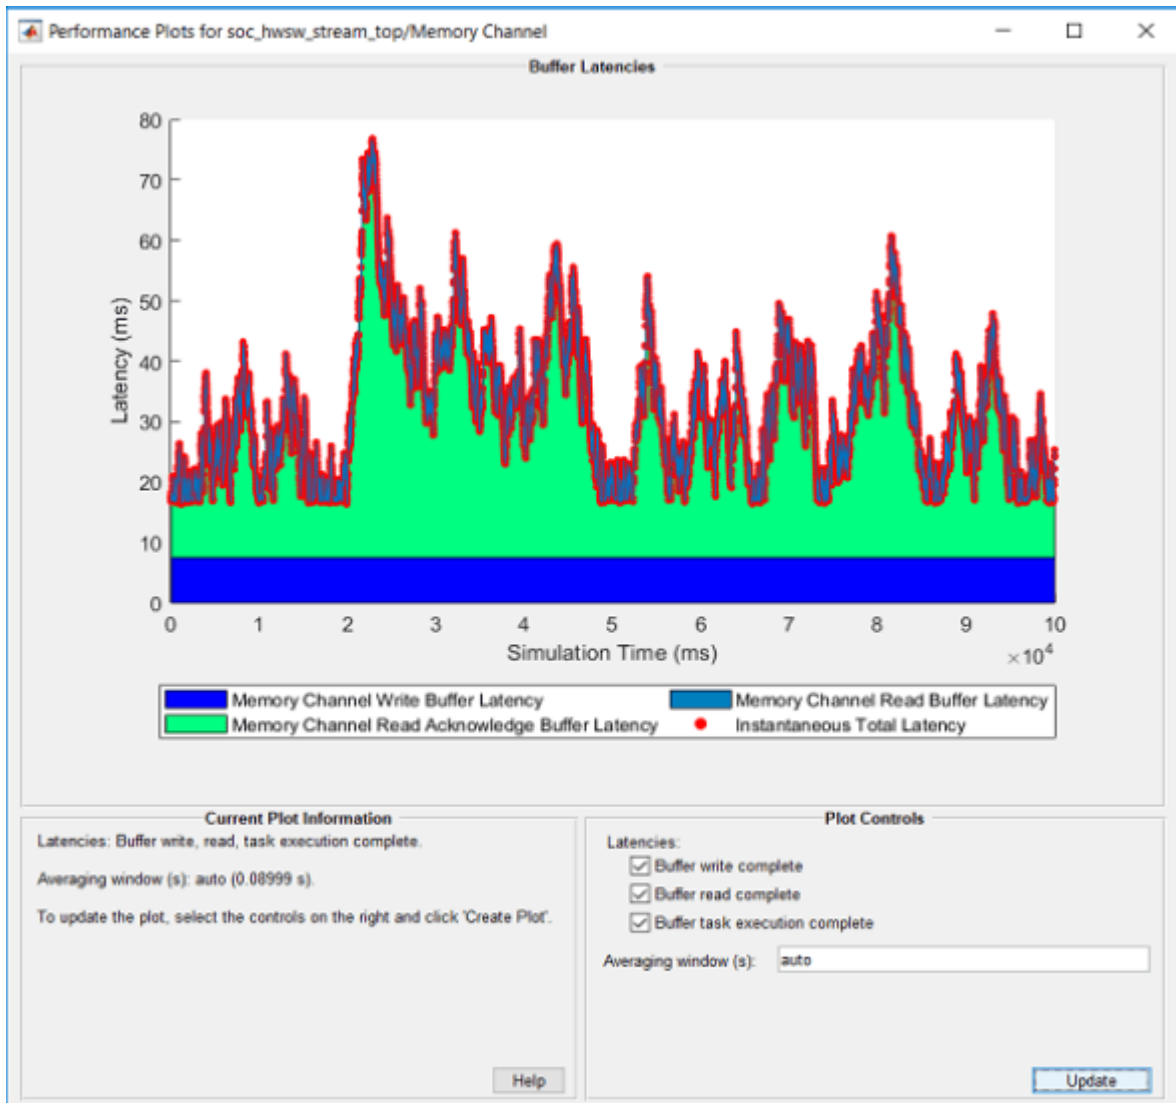 Performance Plots for soc_hwsw_stream_top/Memory Channel
Buffer Latencies
80
70
60
50
40
30
20
10
0
Latency (ms)
0 1 2 3 4 5 6 7 8 9 10
Simulation Time (ms)
×10⁴
Memory Channel Write Buffer Latency
Memory Channel Read Buffer Latency
Memory Channel Read Acknowledge Buffer Latency
Instantaneous Total Latency
Current Plot Information
Latencies: Buffer write, read, task execution complete.
Averaging window (s): auto (0.08999 s).
To update the plot, select the controls on the right and click 'Create Plot'.
Help
Plot Controls
Latencies:
Buffer write complete
Buffer read complete
Buffer task execution complete
Averaging window (s): auto
Update